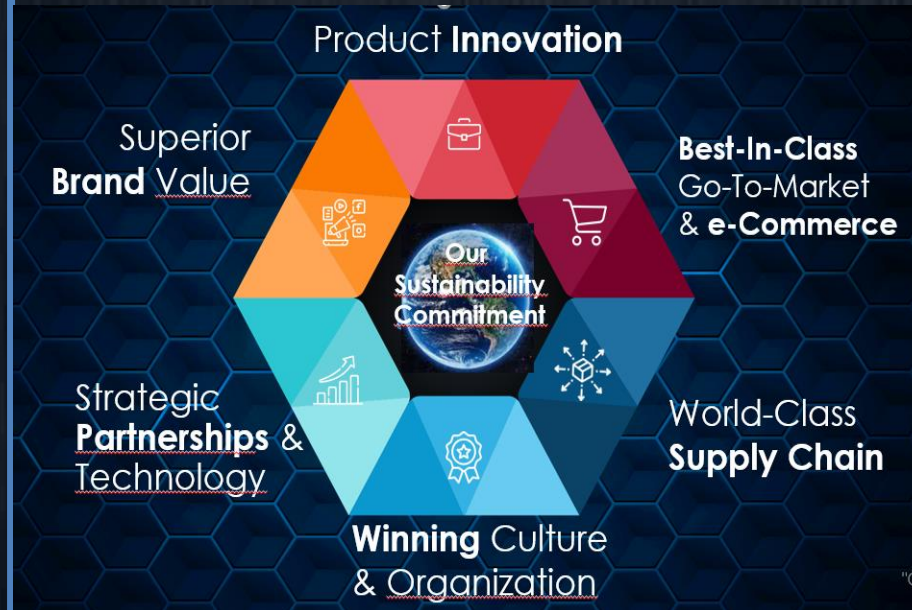 Product Innovation
Superior
Brand Value
Best-In-Class
Go-To-Market
& e-Commerce
Our
Sustainability
Commitment
Strategic
Partnerships &
Technology
World-Class
Supply Chain
Winning Culture
& Organization